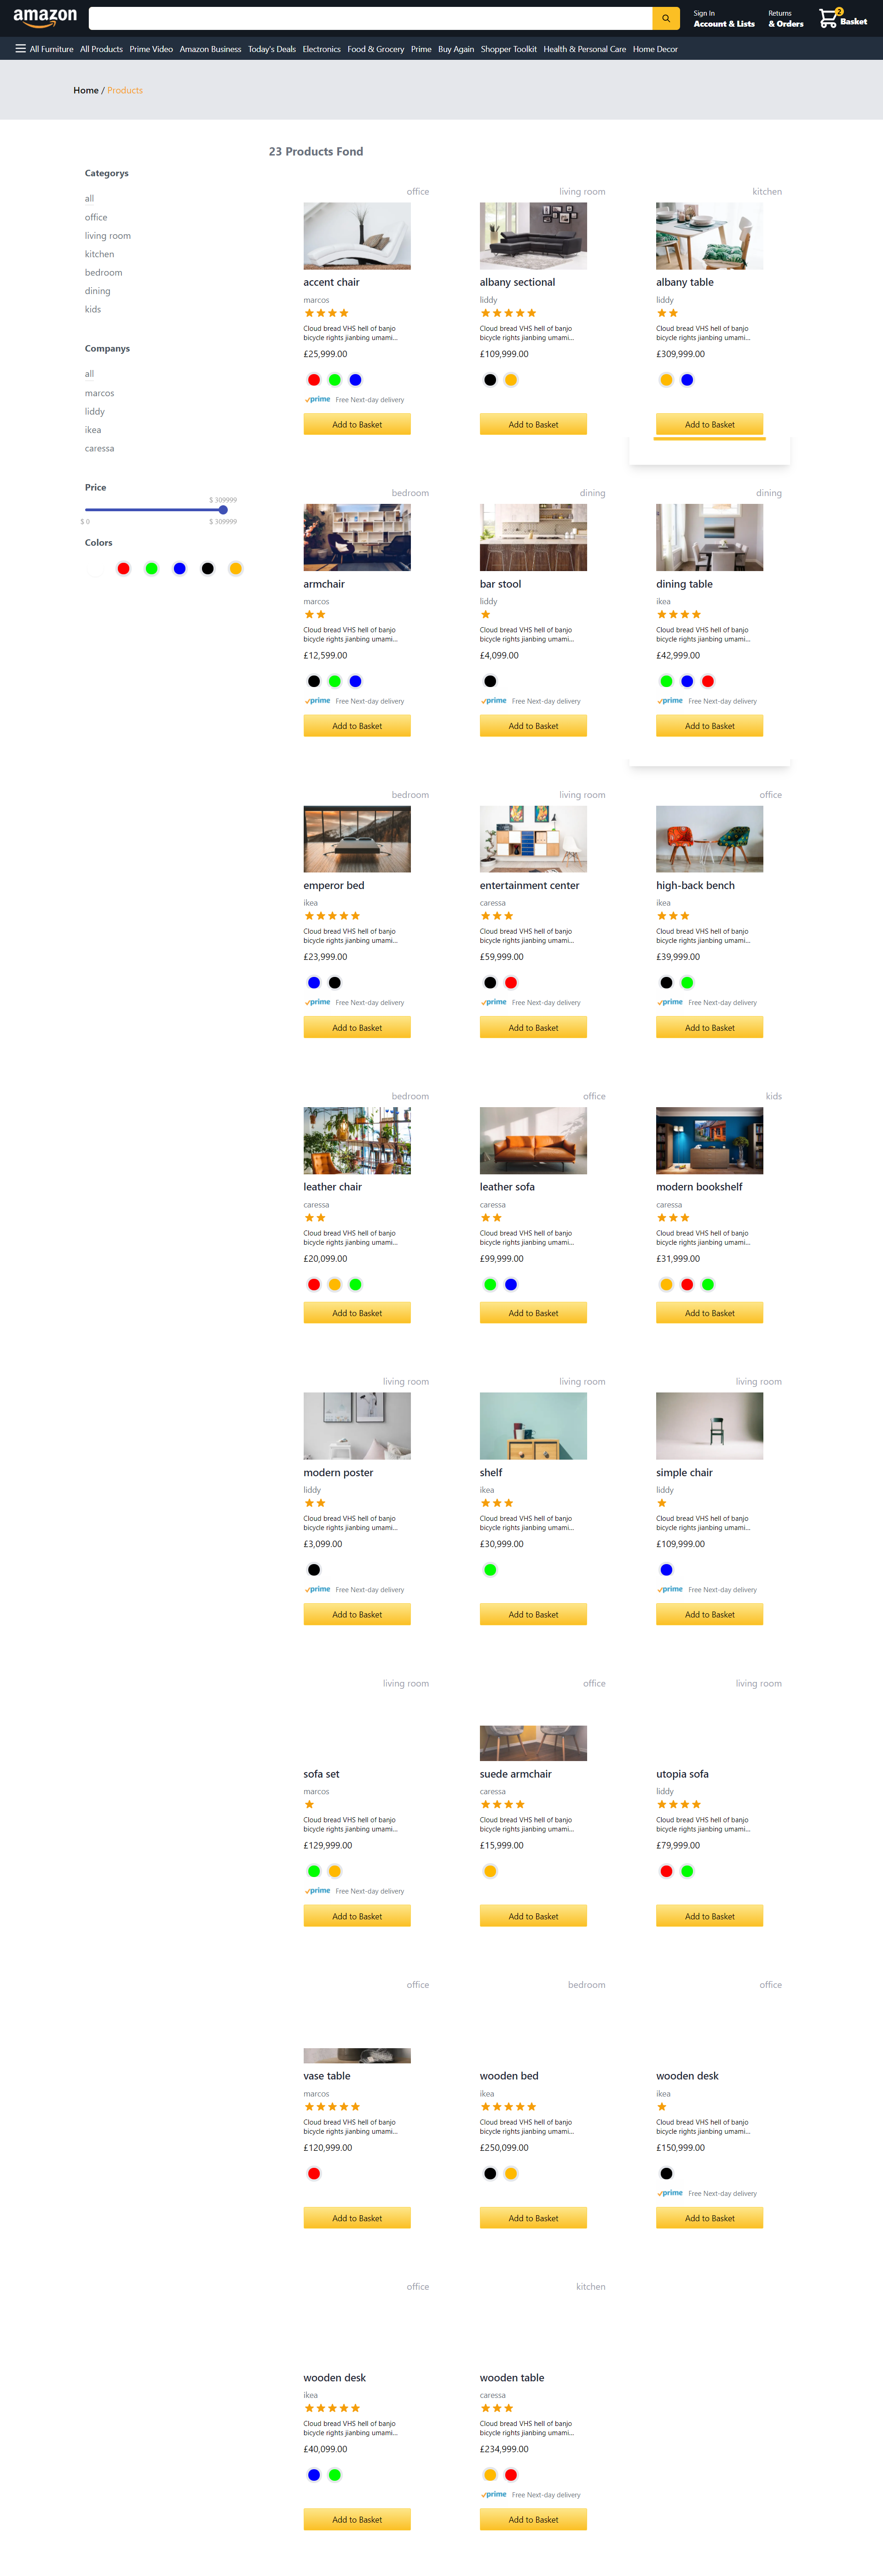 amazon
Sign In
Account & Lists
Returns
& Orders
2
Basket
All Furniture All Products Prime Video Amazon Business Today's Deals Electronics Food & Grocery Prime Buy Again Shopper Toolkit Health & Personal Care Home Decor
Home / Products
23 Products Fond
Categorys
all
office
living room
kitchen
bedroom
dining
kids
Companys
all
marcos
liddy
ikea
caressa
Price
$ 309999
$ 0
$ 309999
Colors
office
accent chair
marcos
Cloud bread VHS hell of banjo
bicycle rights jianbing umami...
£25,999.00
prime Free Next-day delivery
Add to Basket
living room
albany sectional
liddy
Cloud bread VHS hell of banjo
bicycle rights jianbing umami...
£109,999.00
Add to Basket
kitchen
albany table
liddy
Cloud bread VHS hell of banjo
bicycle rights jianbing umami...
£309,999.00
Add to Basket
bedroom
armchair
marcos
Cloud bread VHS hell of banjo
bicycle rights jianbing umami...
£12,599.00
prime Free Next-day delivery
Add to Basket
dining
bar stool
liddy
Cloud bread VHS hell of banjo
bicycle rights jianbing umami...
£4,099.00
prime Free Next-day delivery
Add to Basket
dining
dining table
ikea
Cloud bread VHS hell of banjo
bicycle rights jianbing umami...
£42,999.00
prime Free Next-day delivery
Add to Basket
bedroom
emperor bed
ikea
Cloud bread VHS hell of banjo
bicycle rights jianbing umami...
£23,999.00
prime Free Next-day delivery
Add to Basket
living room
entertainment center
caressa
Cloud bread VHS hell of banjo
bicycle rights jianbing umami...
£59,999.00
prime Free Next-day delivery
Add to Basket
office
high-back bench
ikea
Cloud bread VHS hell of banjo
bicycle rights jianbing umami...
£39,999.00
prime Free Next-day delivery
Add to Basket
bedroom
leather chair
caressa
Cloud bread VHS hell of banjo
bicycle rights jianbing umami...
£20,099.00
Add to Basket
office
leather sofa
caressa
Cloud bread VHS hell of banjo
bicycle rights jianbing umami...
£99,999.00
Add to Basket
kids
modern bookshelf
caressa
Cloud bread VHS hell of banjo
bicycle rights jianbing umami...
£31,999.00
Add to Basket
living room
modern poster
liddy
Cloud bread VHS hell of banjo
bicycle rights jianbing umami...
£3,099.00
prime Free Next-day delivery
Add to Basket
living room
shelf
ikea
Cloud bread VHS hell of banjo
bicycle rights jianbing umami...
£30,999.00
Add to Basket
living room
simple chair
liddy
Cloud bread VHS hell of banjo
bicycle rights jianbing umami...
£109,999.00
prime Free Next-day delivery
Add to Basket
living room
sofa set
marcos
Cloud bread VHS hell of banjo
bicycle rights jianbing umami...
£129,999.00
prime Free Next-day delivery
Add to Basket
office
suede armchair
caressa
Cloud bread VHS hell of banjo
bicycle rights jianbing umami...
£15,999.00
Add to Basket
living room
utopia sofa
liddy
Cloud bread VHS hell of banjo
bicycle rights jianbing umami...
£79,999.00
Add to Basket
office
vase table
marcos
Cloud bread VHS hell of banjo
bicycle rights jianbing umami...
£120,999.00
Add to Basket
bedroom
wooden bed
ikea
Cloud bread VHS hell of banjo
bicycle rights jianbing umami...
£250,099.00
Add to Basket
office
wooden desk
ikea
Cloud bread VHS hell of banjo
bicycle rights jianbing umami...
£150,999.00
prime Free Next-day delivery
Add to Basket
office
wooden desk
ikea
Cloud bread VHS hell of banjo
bicycle rights jianbing umami...
£40,099.00
Add to Basket
kitchen
wooden table
caressa
Cloud bread VHS hell of banjo
bicycle rights jianbing umami...
£234,999.00
prime Free Next-day delivery
Add to Basket